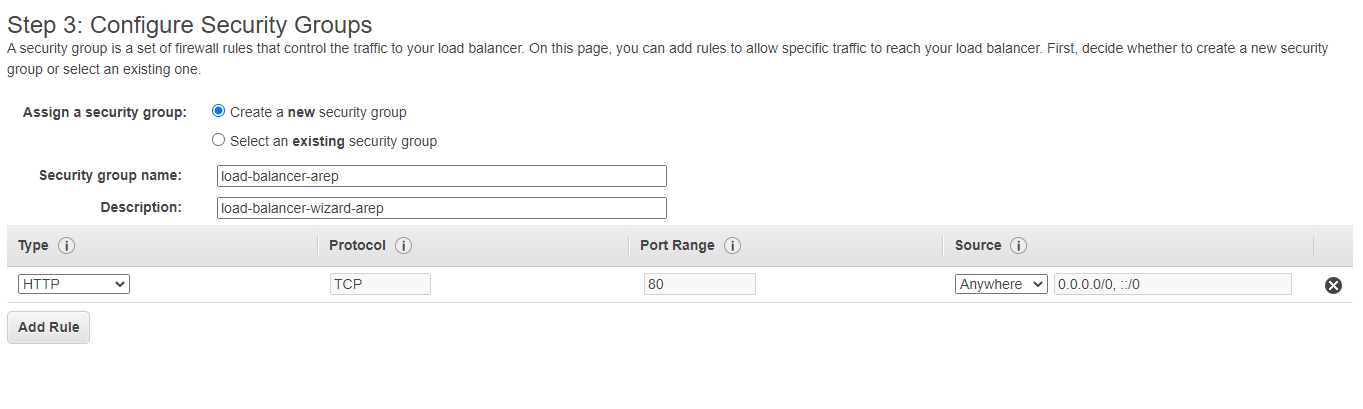 Step 3: Configure Security Groups
A security group is a set of firewall rules that control the traffic to your load balancer. On this page, you can add rules to allow specific traffic to reach your load balancer. First, decide whether to create a new security
group or select an existing one.
Assign a security group: Create a new security group
Select an existing security group
Security group name: load-balancer-arep
Description: load-balancer-wizard-arep
Type i Protocol i Port Range i Source i
HTTP TCP 80 Anywhere 0.0.0.0/0, ::/0
Add Rule